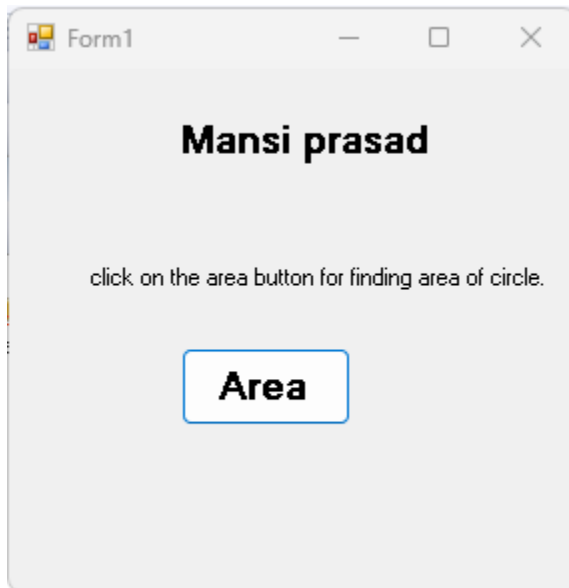 Form1
Mansi prasad
click on the area button for finding area of circle.
Area